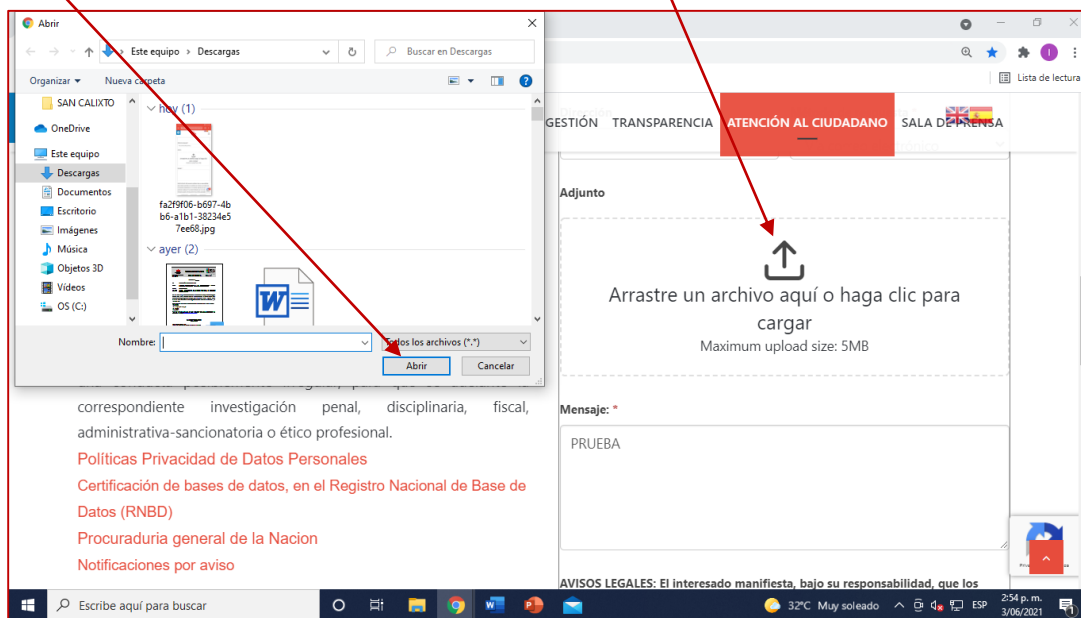 Abrir
Este equipo › Descargas
Buscar en Descargas
Organizar
Nueva carpeta
SAN CALIXTO
OneDrive
Este equipo
Descargas
Documentos
Escritorio
Imágenes
Música
Objetos 3D
Vídeos
OS (C:)
hoy (1)
fa2f9f06-b697-4b
b6-a1b1-38234e5
7ee68.jpg
ayer (2)
Nombre:
Todos los archivos (*.*)
Abrir
Cancelar
Lista de lectura
GESTIÓN TRANSPARENCIA ATENCIÓN AL CIUDADANO SALA DE PRENSA
Adjunto
Arrastre un archivo aquí o haga clic para
cargar
Maximum upload size: 5MB
Mensaje: *
PRUEBA
AVISOS LEGALES: El interesado manifiesta, bajo su responsabilidad, que los
correspondiente investigación penal, disciplinaria, fiscal,
administrativa-sancionatoria o ético profesional.
Políticas Privacidad de Datos Personales
Certificación de bases de datos, en el Registro Nacional de Base de
Datos (RNBD)
Procuraduria general de la Nacion
Notificaciones por aviso
Escribe aquí para buscar
32°C Muy soleado
ESP
2:54 p. m.
3/06/2021